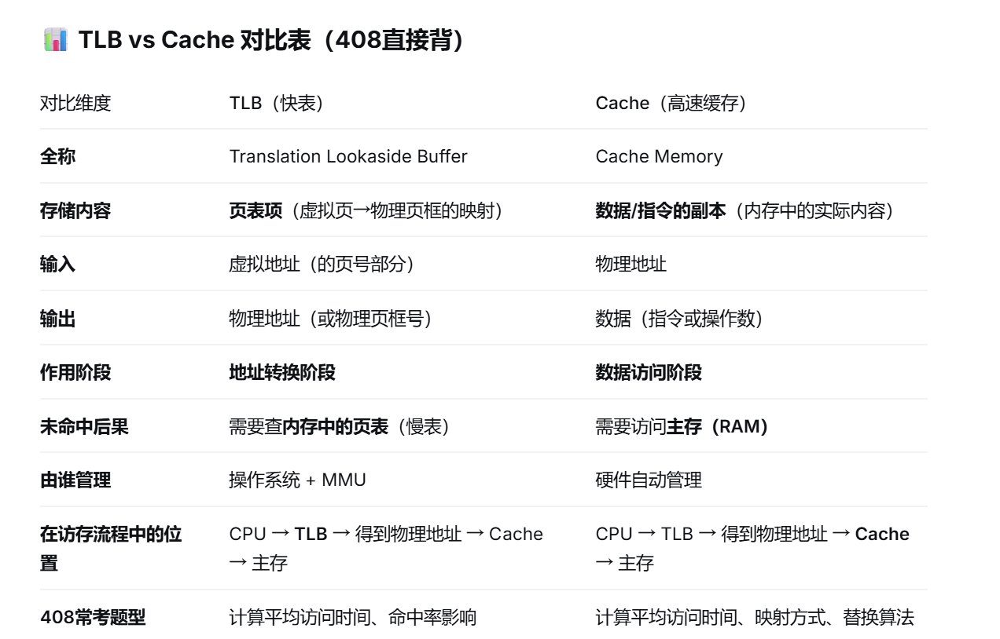 📊 TLB vs Cache 对比表（408直接背）
对比维度 TLB（快表） Cache（高速缓存）
全称 Translation Lookaside Buffer Cache Memory
存储内容 页表项（虚拟页→物理页框的映射） 数据/指令的副本（内存中的实际内容）
输入 虚拟地址（的页号部分） 物理地址
输出 物理地址（或物理页框号） 数据（指令或操作数）
作用阶段 地址转换阶段 数据访问阶段
未命中后果 需要查内存中的页表（慢表） 需要访问主存（RAM）
由谁管理 操作系统 + MMU 硬件自动管理
在访存流程中的位 CPU → TLB → 得到物理地址 → Cache CPU → TLB → 得到物理地址 → Cache
置 → 主存 → 主存
408常考题型 计算平均访问时间、命中率影响 计算平均访问时间、映射方式、替换算法